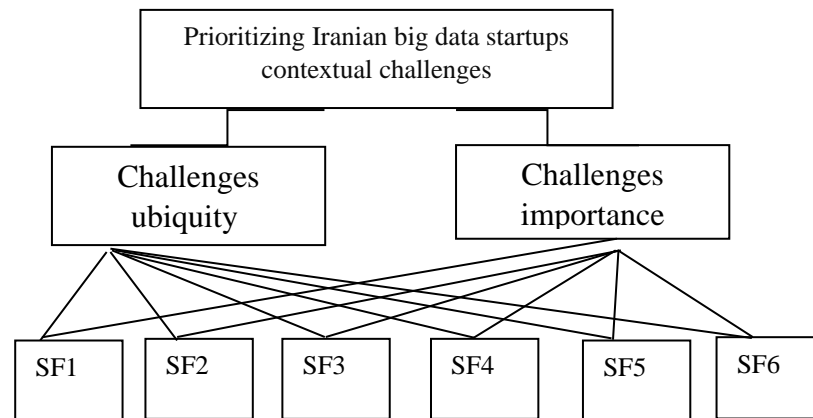 Prioritizing Iranian big data startups
contextual challenges
Challenges
ubiquity
Challenges
importance
SF1
SF2
SF3
SF4
SF5
SF6